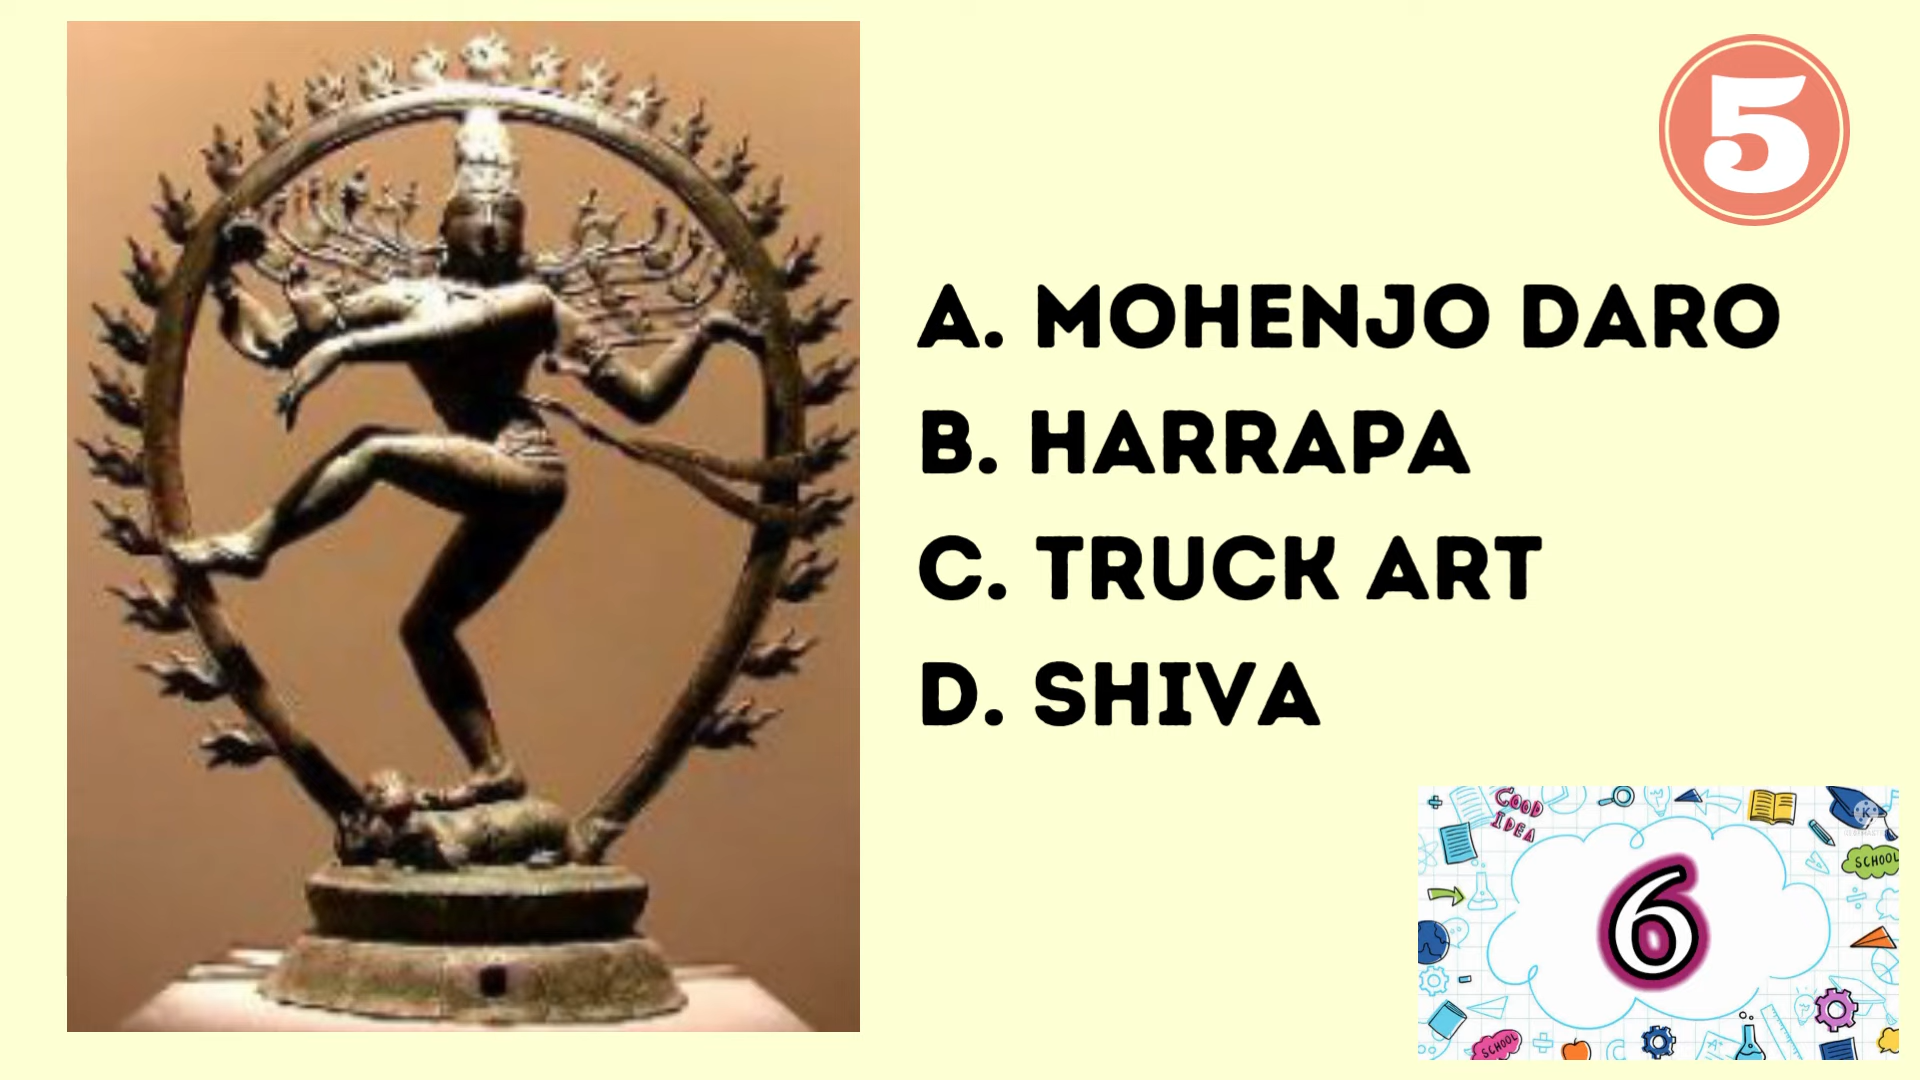 5
A. MOHENJO DARO
B. HARRAPA
C. TRUCK ART
D. SHIVA
GOOD
IDEA
SCHOOL
6
SCHOOL
A+